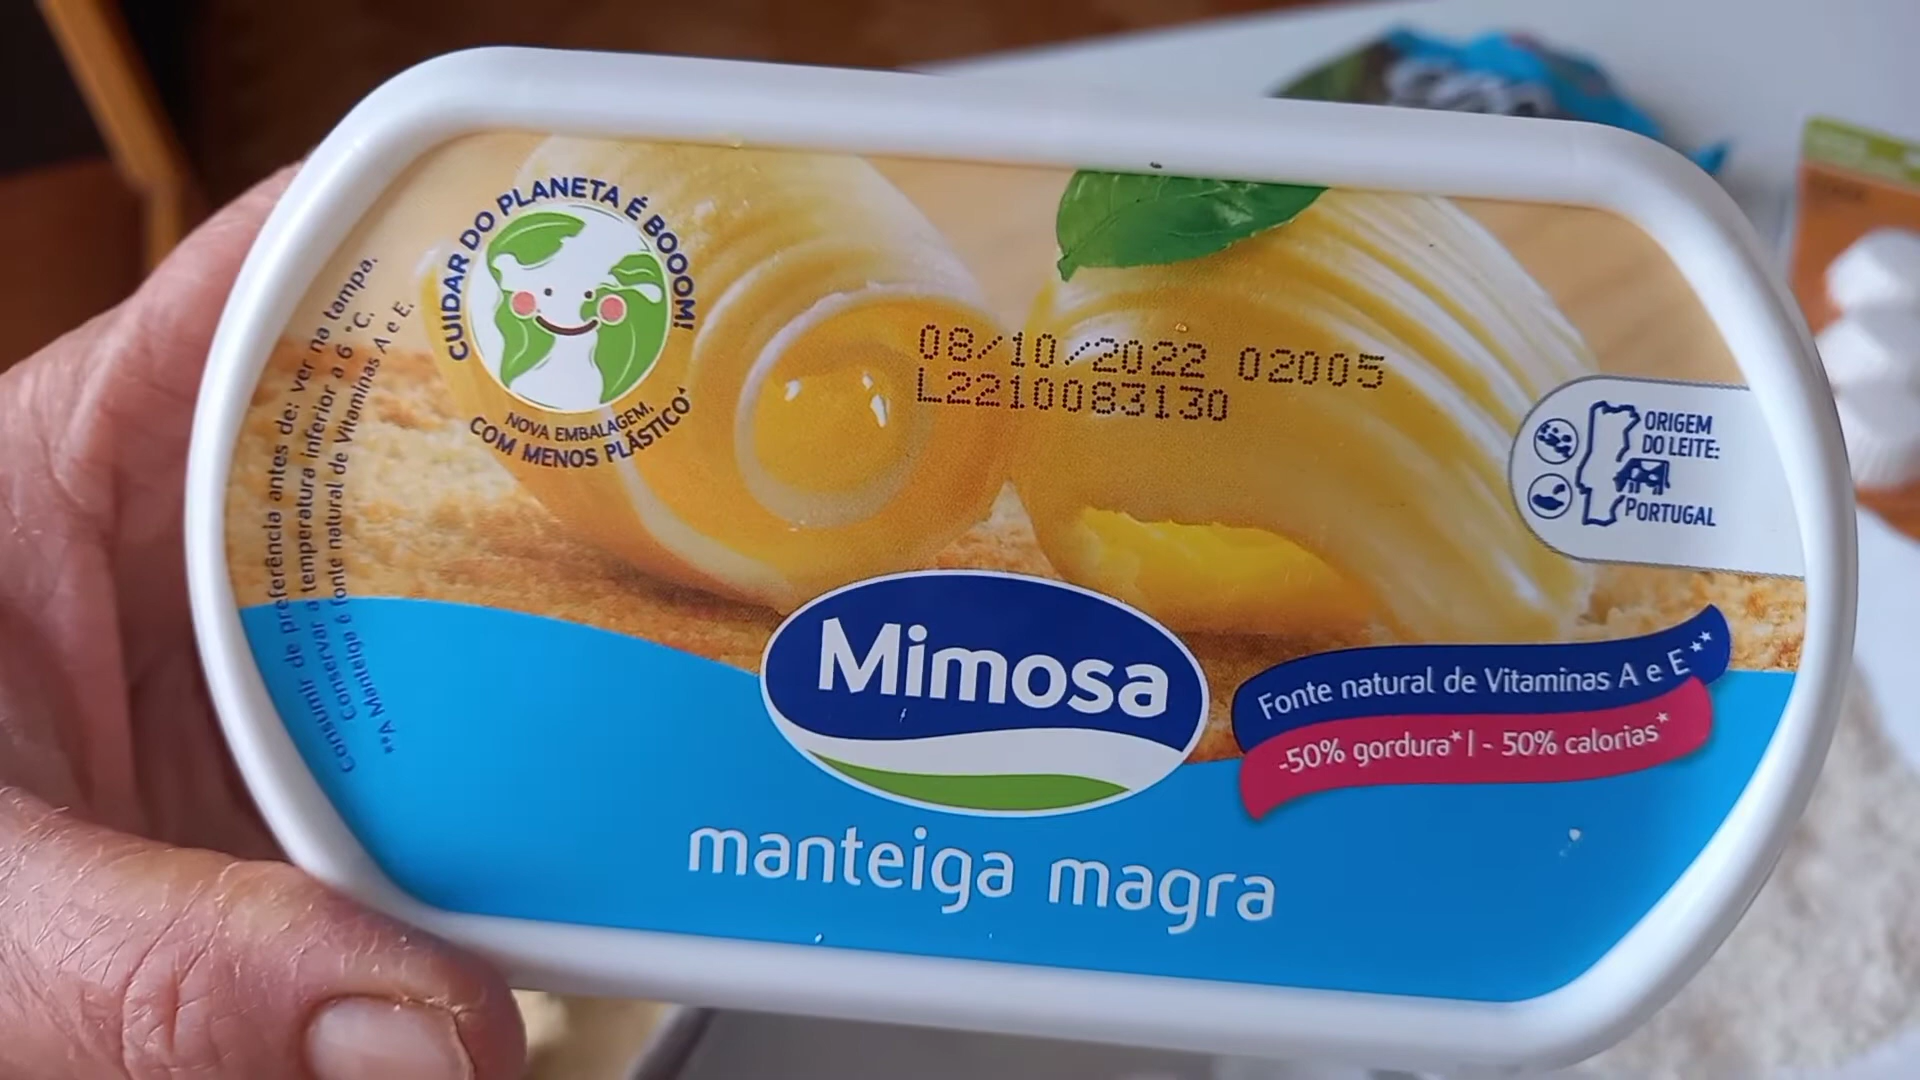 CUIDAR DO PLANETA É BOOOM!
NOVA EMBALAGEM,
COM MENOS PLÁSTICO*
Consumir de preferência antes de: ver na tampa.
Conservar a temperatura inferior a 6 °C.
**A Manteiga é fonte natural de Vitaminas A e E.
08/10/2022 02005
L2210083130
ORIGEM
DO LEITE:
PORTUGAL
Mimosa
Fonte natural de Vitaminas A e E**
-50% gordura* | - 50% calorias*
manteiga magra